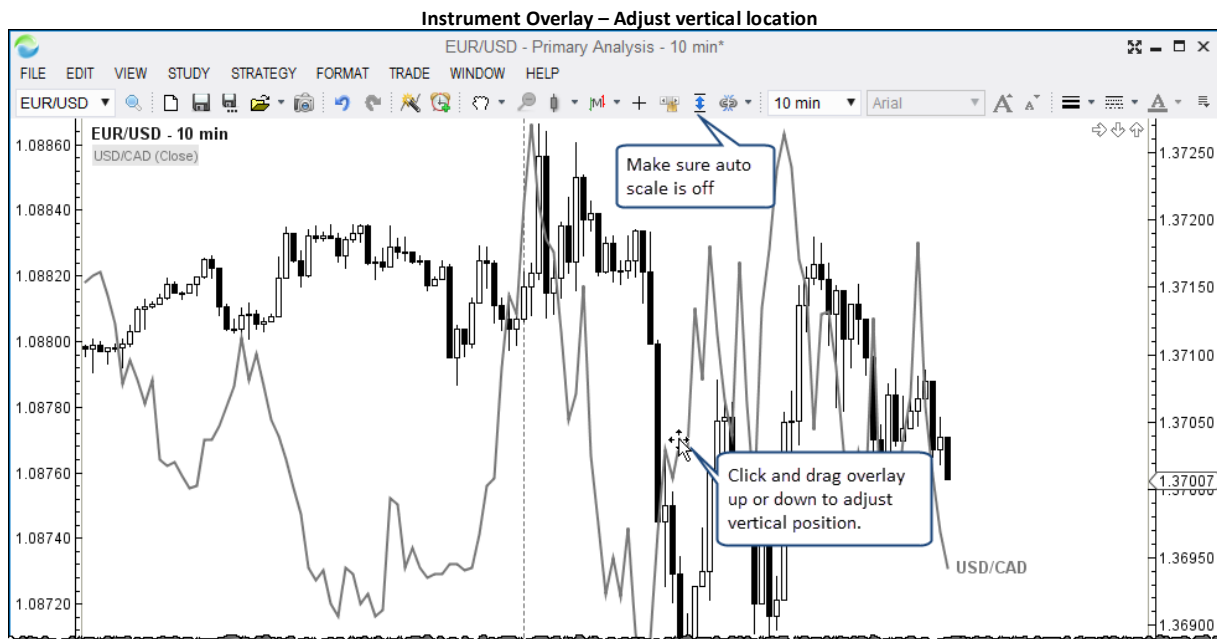 Instrument Overlay – Adjust vertical location
EUR/USD - Primary Analysis - 10 min*
FILE EDIT VIEW STUDY STRATEGY FORMAT TRADE WINDOW HELP
EUR/USD 10 min Arial A A A
EUR/USD - 10 min
USD/CAD (Close)
Make sure auto
scale is off
Click and drag overlay
up or down to adjust
vertical position.
USD/CAD
1.08860
1.08840
1.08820
1.08800
1.08780
1.08760
1.08740
1.08720
1.37250
1.37200
1.37150
1.37100
1.37050
1.37007
1.37000
1.36950
1.36900